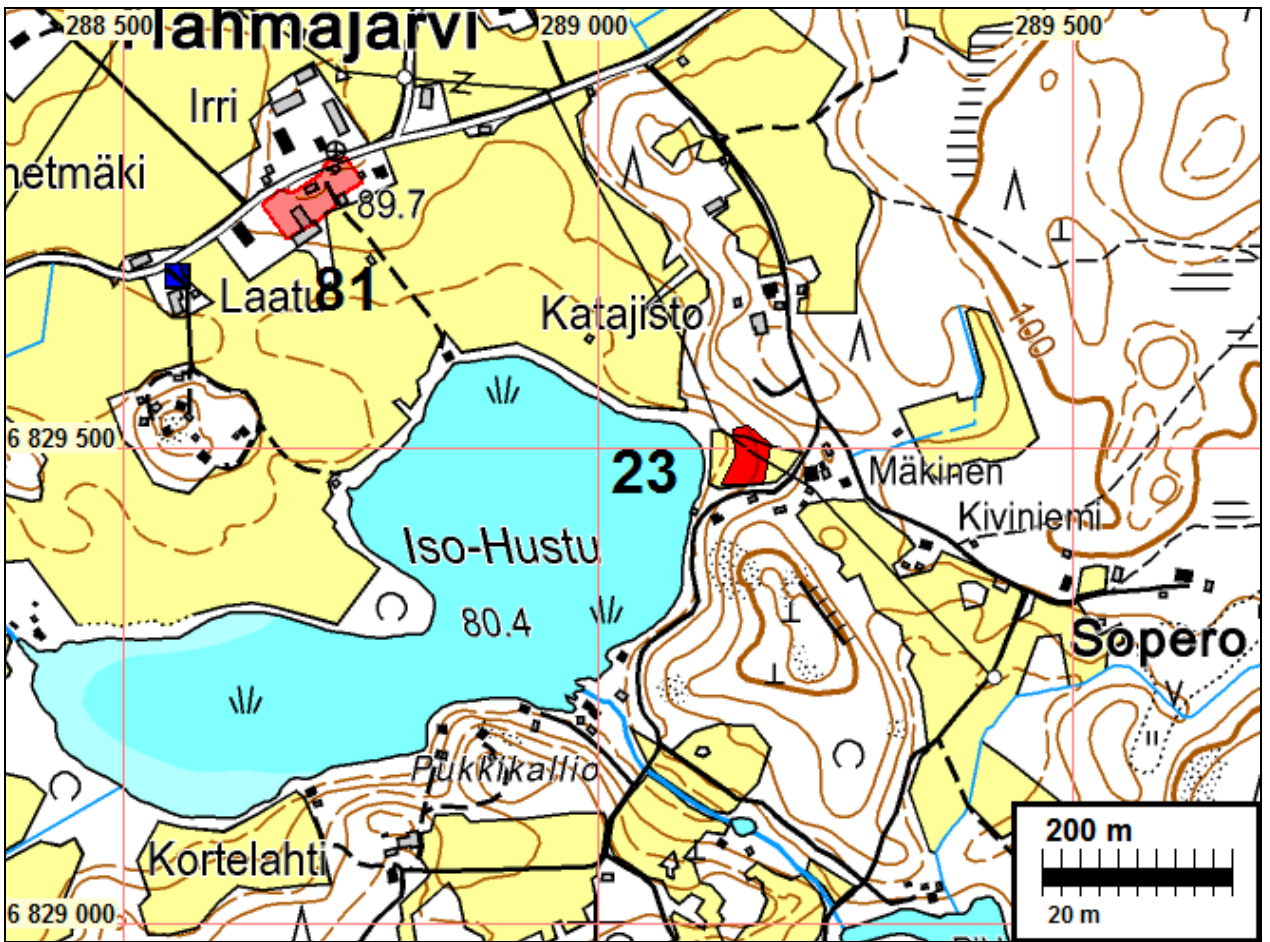 288 500
289 000
289 500
Irri
89.7
Laatu
81
Katajisto
100
6 829 500
23
Mäkinen
Kiviniemi
Iso-Hustu
80.4
Sopero
Pukkikallio
Kortelahti
200 m
20 m
6 829 000